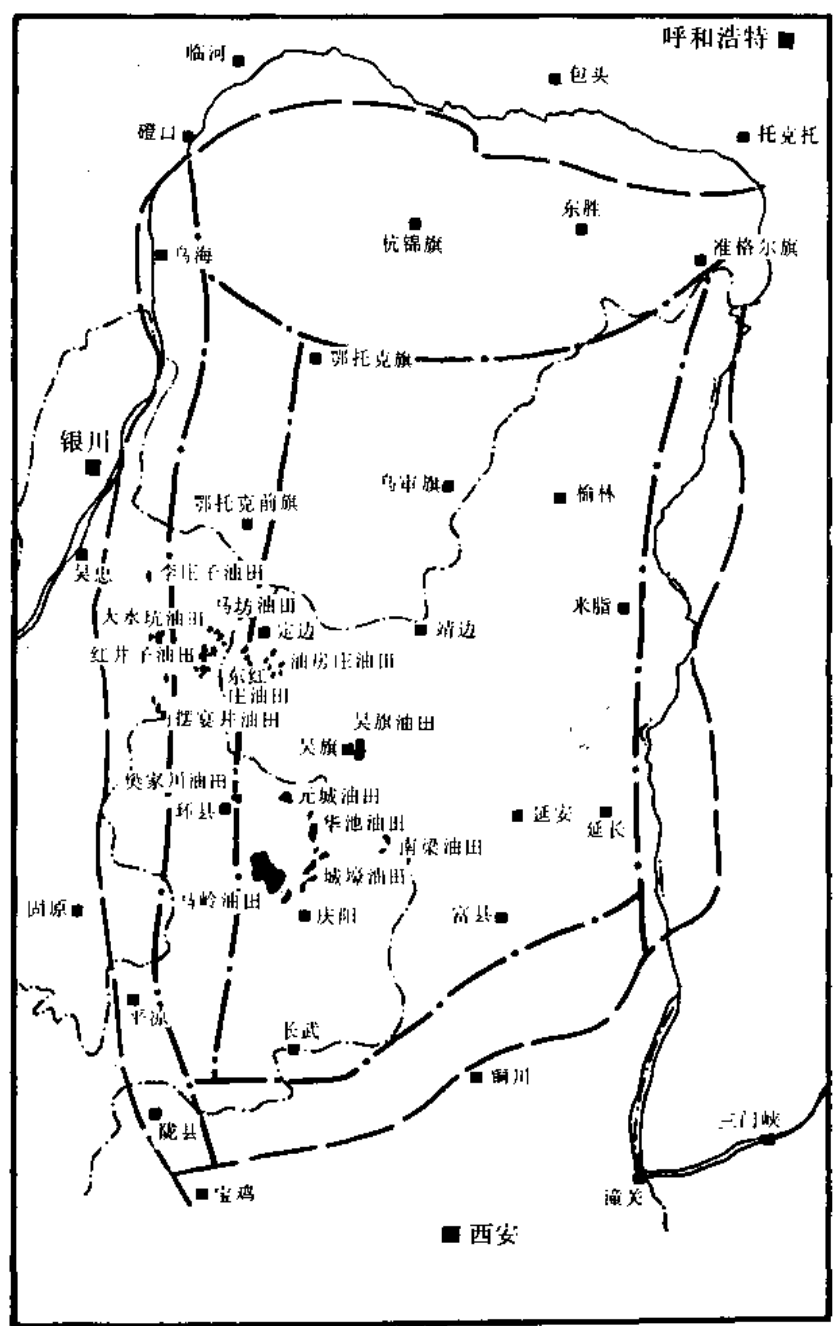 呼和浩特
临河
包头
磴口
托克托
东胜
杭锦旗
准格尔旗
乌海
鄂托克旗
银川
乌审旗
榆林
鄂托克前旗
吴忠
李庄子油田
马坊油田
米脂
大水坑油田
定边
靖边
红井子油田
油房庄油田
东红
庄油田
摆宴井油田
吴旗油田
吴旗
樊家川油田
元城油田
环县
华池油田
延安
延长
南梁油田
城壕油田
马岭油田
固原
庆阳
富县
平凉
长武
铜川
陇县
三门峡
宝鸡
潼关
西安